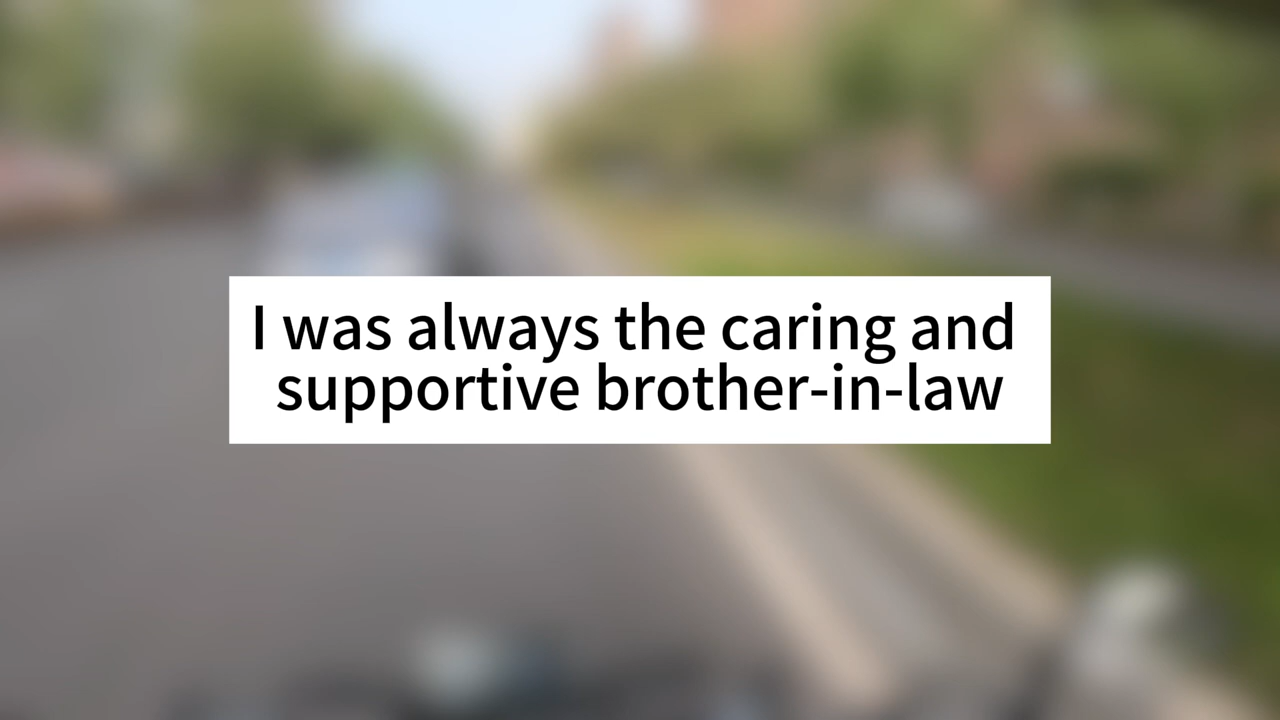 I was always the caring and
supportive brother-in-law